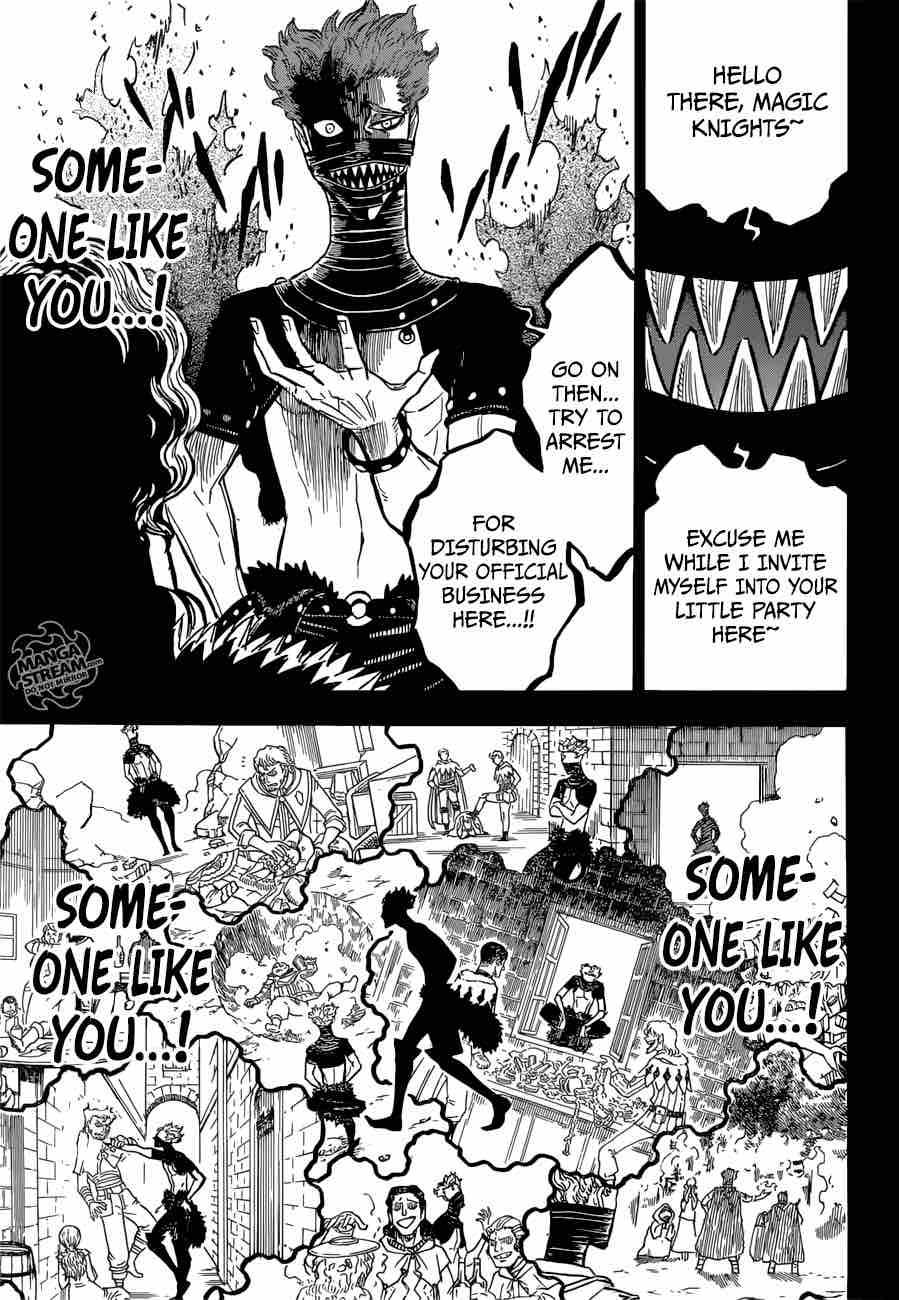 HELLO
THERE, MAGIC
KNIGHTS~
EXCUSE ME
WHILE I INVITE
MYSELF INTO YOUR
LITTLE PARTY
HERE~
GO ON
THEN...
TRY TO
ARREST
ME...
FOR
DISTURBING
YOUR OFFICIAL
BUSINESS
HERE...!!
SOME-
ONE LIKE
YOU...!
SOME-
ONE LIKE
YOU...!
SOME-
ONE LIKE
YOU...!
MANGA
STREAM.com
DO NOT MIRROR